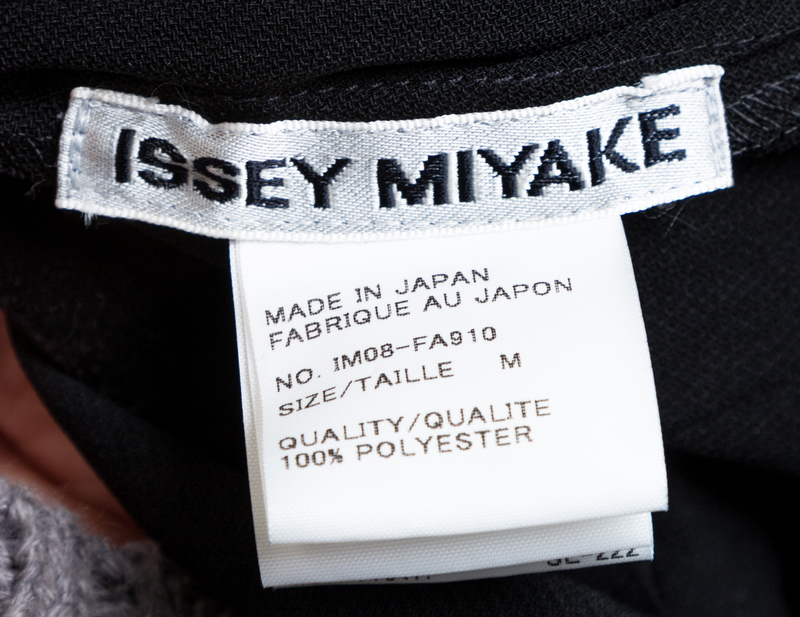 ISSEY MIYAKE
MADE IN JAPAN
FABRIQUE AU JAPON
NO. IM08-FA910
SIZE/TAILLE M
QUALITY/QUALITE
100% POLYESTER